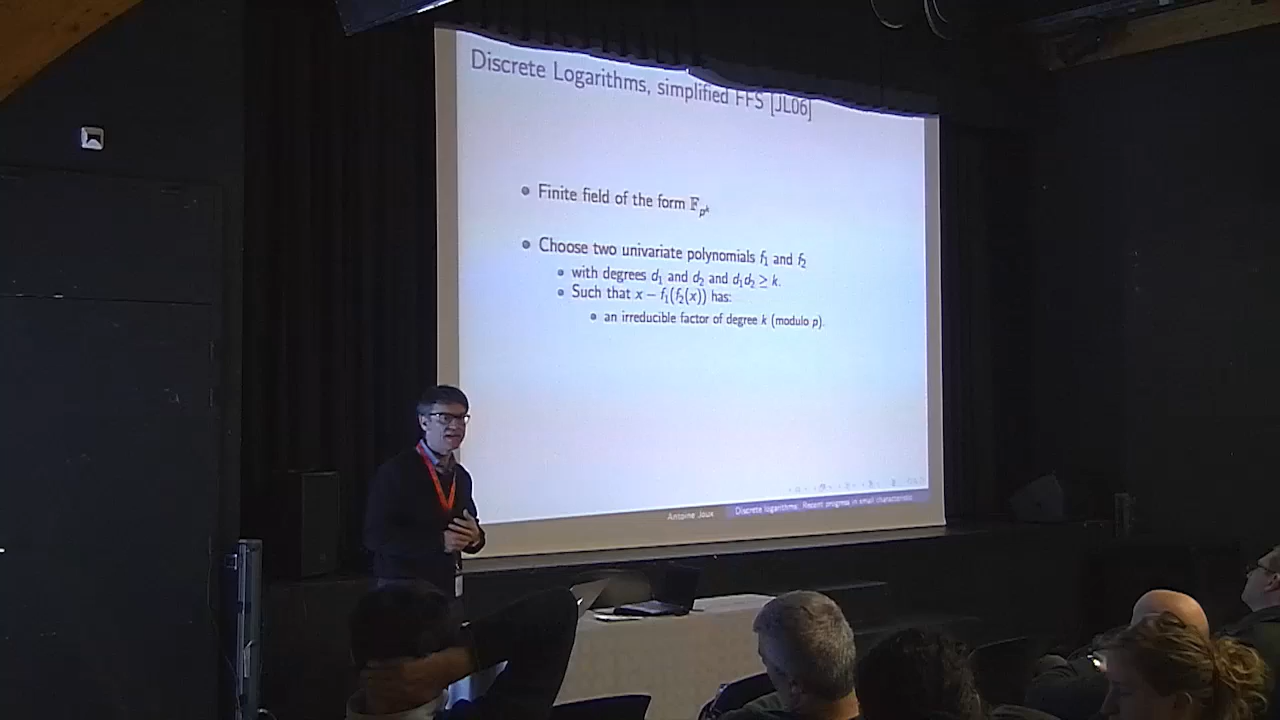 Discrete Logarithms, simplified FFS [JL06]
Finite field of the form 𝔽_{p^k}
Choose two univariate polynomials f₁ and f₂
with degrees d₁ and d₂ and d₁d₂ ≥ k.
Such that x − f₁(f₂(x)) has:
an irreducible factor of degree k (modulo p).
Antoine Joux Discrete logarithms: Recent progress in small characteristic